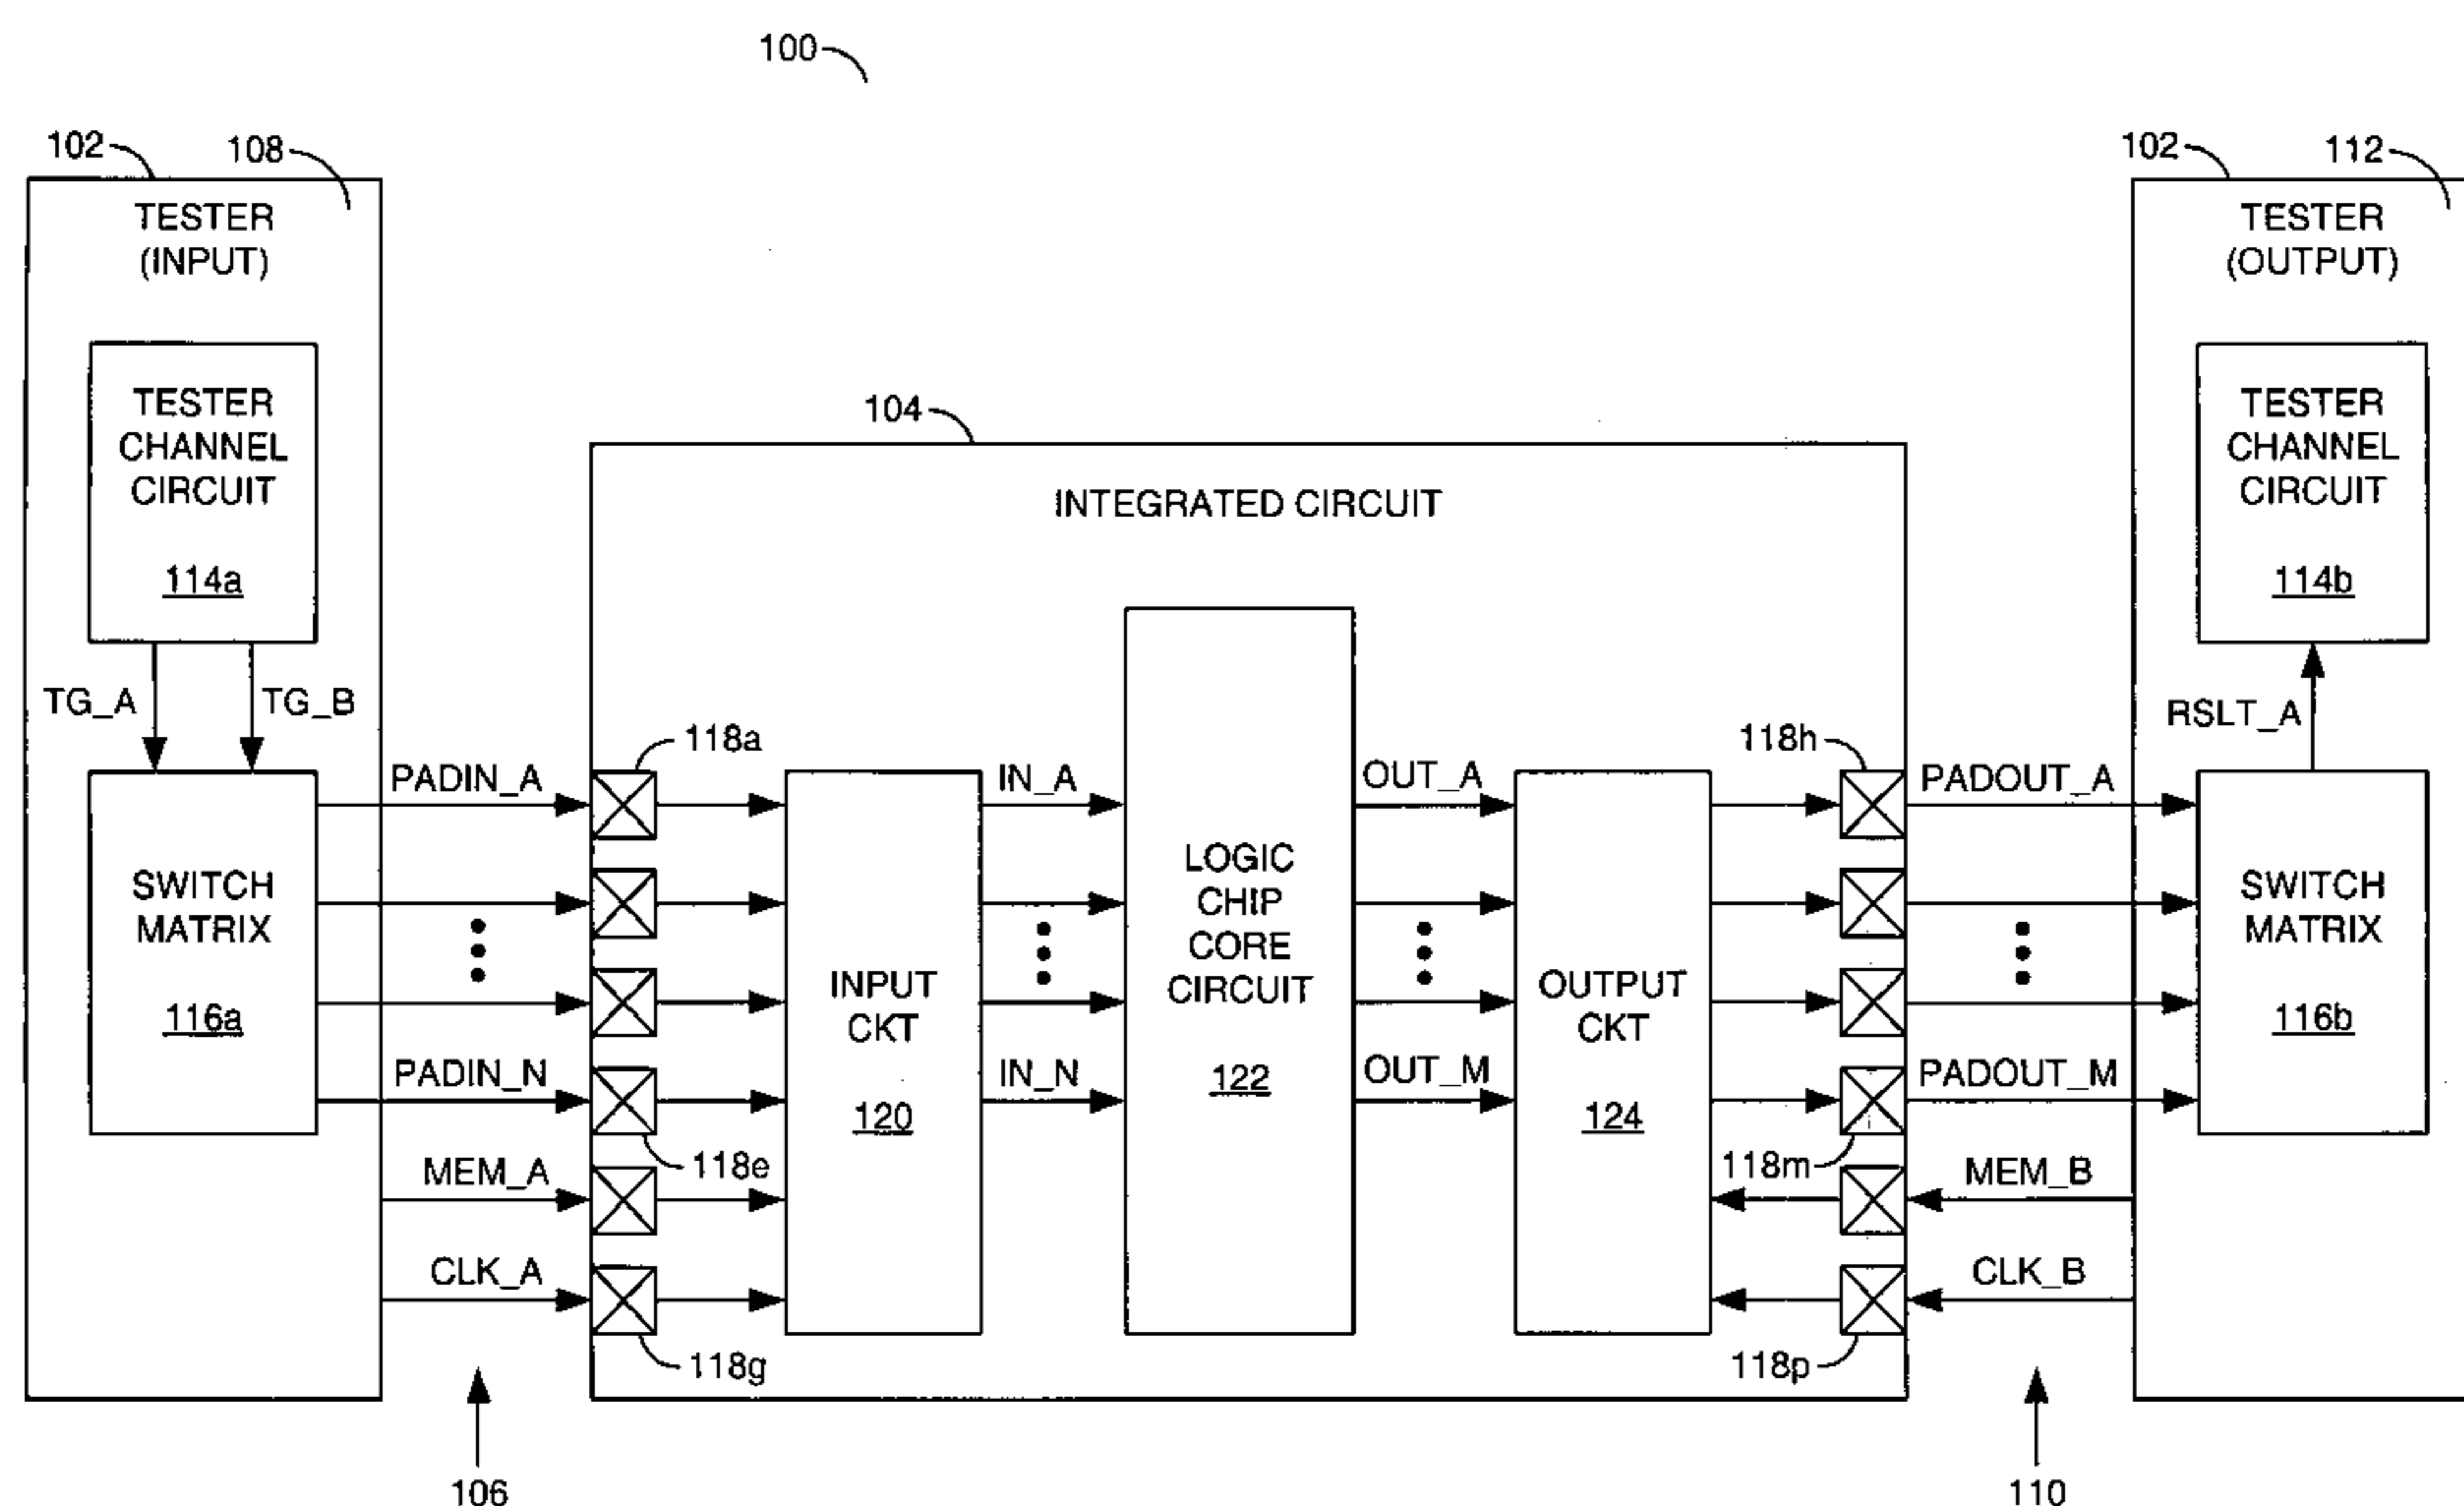 100
102
108
102
112
TESTER
(INPUT)
TESTER
(OUTPUT)
TESTER
CHANNEL
CIRCUIT
114a
104
TESTER
CHANNEL
CIRCUIT
114b
INTEGRATED CIRCUIT
TG_A
TG_B
RSLT_A
118a
118h
PADIN_A
IN_A
OUT_A
PADOUT_A
SWITCH
MATRIX
116a
INPUT
CKT
120
LOGIC
CHIP
CORE
CIRCUIT
122
OUTPUT
CKT
124
SWITCH
MATRIX
116b
PADIN_N
IN_N
OUT_M
PADOUT_M
118e
118m
MEM_A
MEM_B
CLK_A
CLK_B
118g
118p
106
110